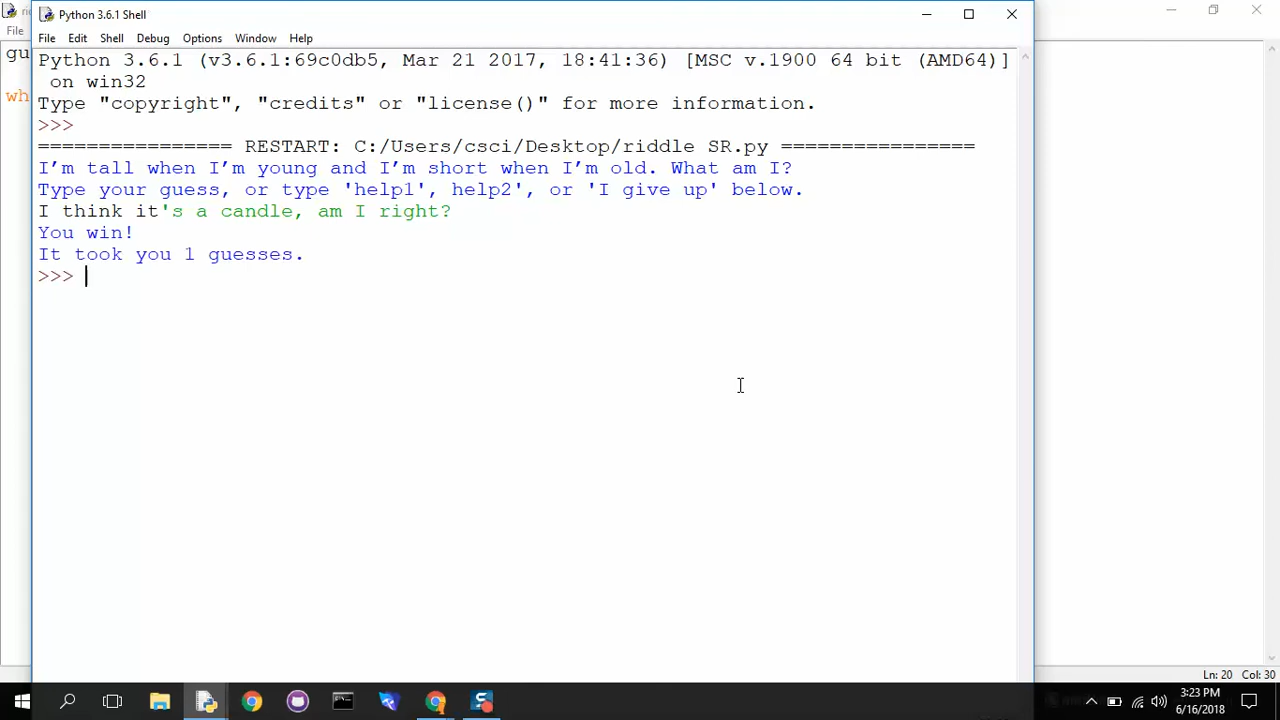 Python 3.6.1 Shell
File Edit Shell Debug Options Window Help
File
gu
wh
Python 3.6.1 (v3.6.1:69c0db5, Mar 21 2017, 18:41:36) [MSC v.1900 64 bit (AMD64)]
on win32
Type "copyright", "credits" or "license()" for more information.
>>>
================ RESTART: C:/Users/csci/Desktop/riddle SR.py ================
I’m tall when I’m young and I’m short when I’m old. What am I?
Type your guess, or type 'help1', help2', or 'I give up' below.
I think it's a candle, am I right?
You win!
It took you 1 guesses.
>>>
Ln: 20 Col: 30
3:23 PM
6/16/2018